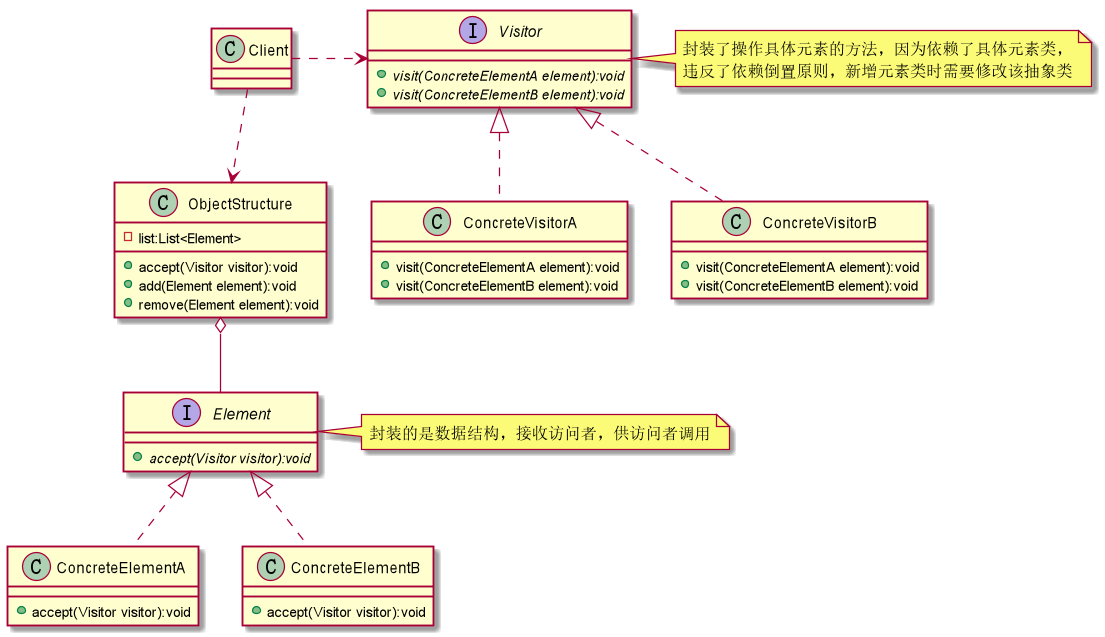 C Client
I Visitor
visit(ConcreteElementA element):void
visit(ConcreteElementB element):void
封装了操作具体元素的方法，因为依赖了具体元素类，
违反了依赖倒置原则，新增元素类时需要修改该抽象类
C ObjectStructure
list:List<Element>
accept(Visitor visitor):void
add(Element element):void
remove(Element element):void
C ConcreteVisitorA
visit(ConcreteElementA element):void
visit(ConcreteElementB element):void
C ConcreteVisitorB
visit(ConcreteElementA element):void
visit(ConcreteElementB element):void
I Element
accept(Visitor visitor):void
封装的是数据结构，接收访问者，供访问者调用
C ConcreteElementA
accept(Visitor visitor):void
C ConcreteElementB
accept(Visitor visitor):void